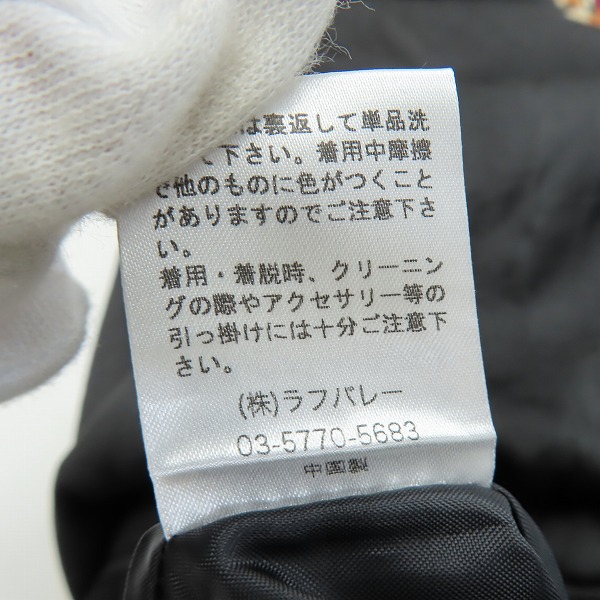 は裏返して単品洗
て下さい。着用中摩擦
で他のものに色がつくこと
がありますのでご注意下さ
い。
着用・着脱時、クリーニン
グの際やアクセサリー等の
引っ掛けには十分ご注意下
さい。
(株)ラフバレー
03-5770-5683
中国製